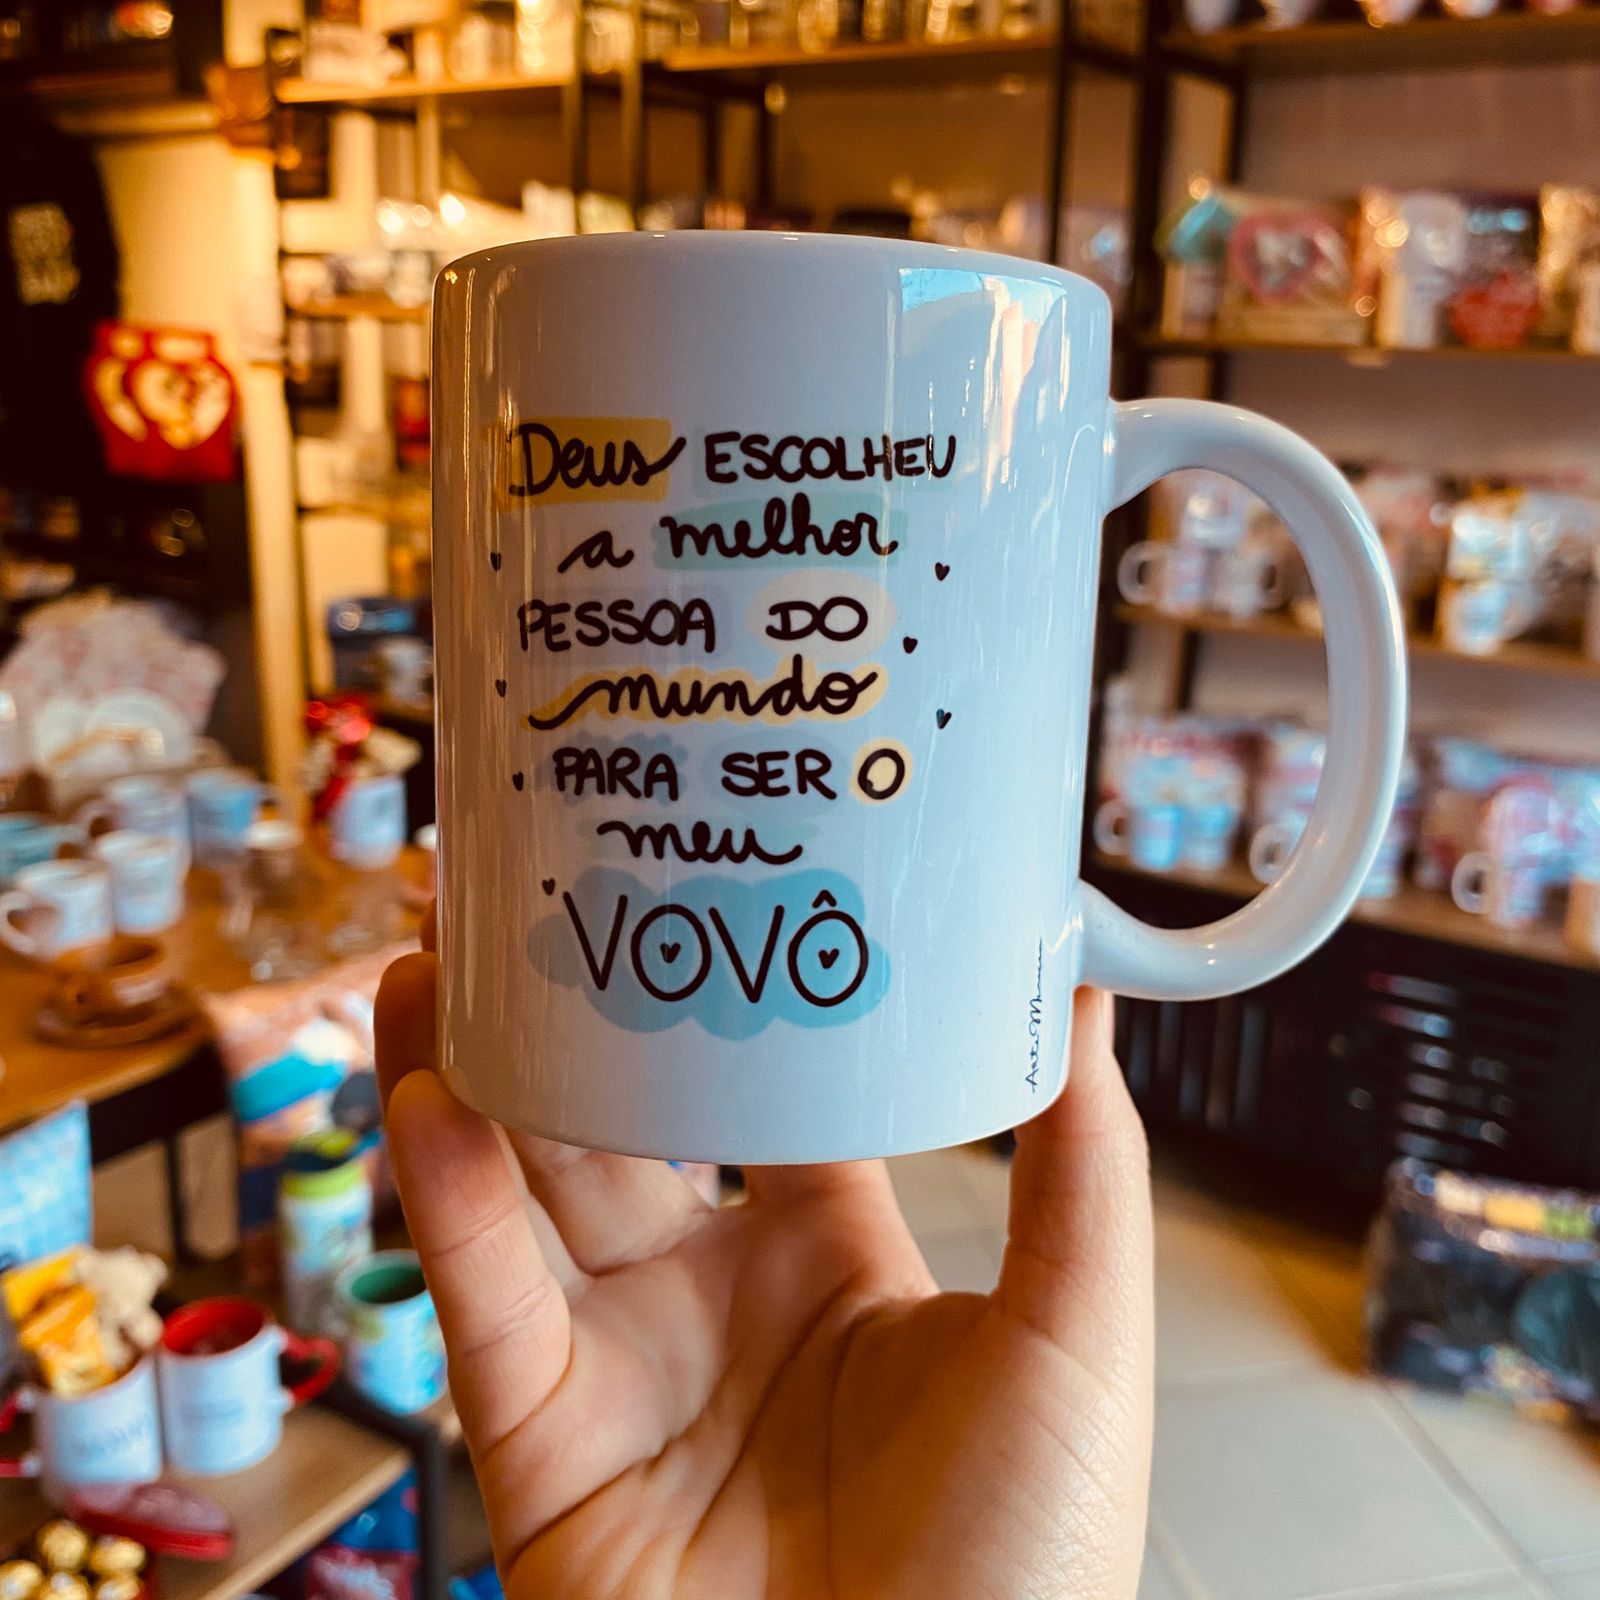 Deus ESCOLHEU
a melhor
PESSOA DO
mundo
PARA SER O
meu
VOVÔ